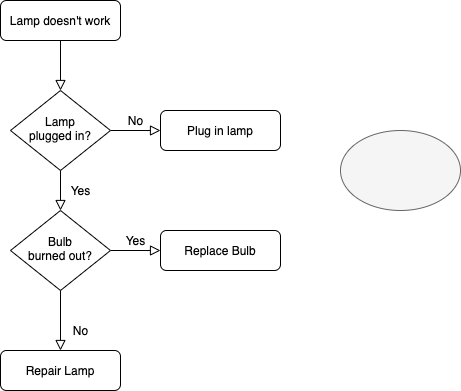 Lamp doesn't work
Lamp
plugged in?
No
Plug in lamp
Yes
Bulb
burned out?
Yes
Replace Bulb
No
Repair Lamp